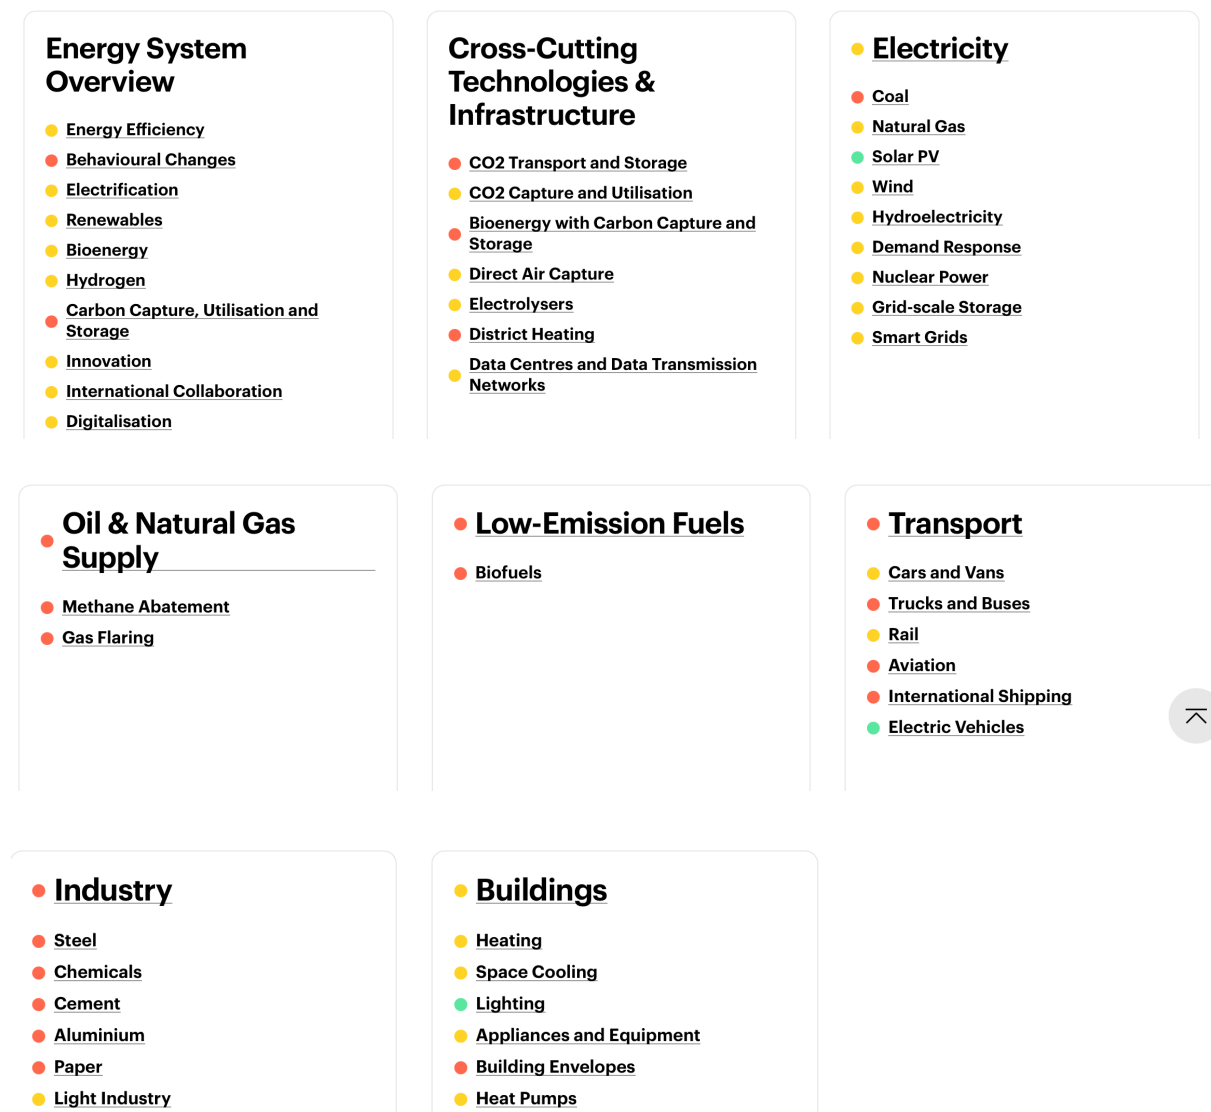 Energy System
Overview
Energy Efficiency
Behavioural Changes
Electrification
Renewables
Bioenergy
Hydrogen
Carbon Capture, Utilisation and
Storage
Innovation
International Collaboration
Digitalisation
Cross-Cutting
Technologies &
Infrastructure
CO2 Transport and Storage
CO2 Capture and Utilisation
Bioenergy with Carbon Capture and
Storage
Direct Air Capture
Electrolysers
District Heating
Data Centres and Data Transmission
Networks
Electricity
Coal
Natural Gas
Solar PV
Wind
Hydroelectricity
Demand Response
Nuclear Power
Grid-scale Storage
Smart Grids
Oil & Natural Gas
Supply
Methane Abatement
Gas Flaring
Low-Emission Fuels
Biofuels
Transport
Cars and Vans
Trucks and Buses
Rail
Aviation
International Shipping
Electric Vehicles
Industry
Steel
Chemicals
Cement
Aluminium
Paper
Light Industry
Buildings
Heating
Space Cooling
Lighting
Appliances and Equipment
Building Envelopes
Heat Pumps